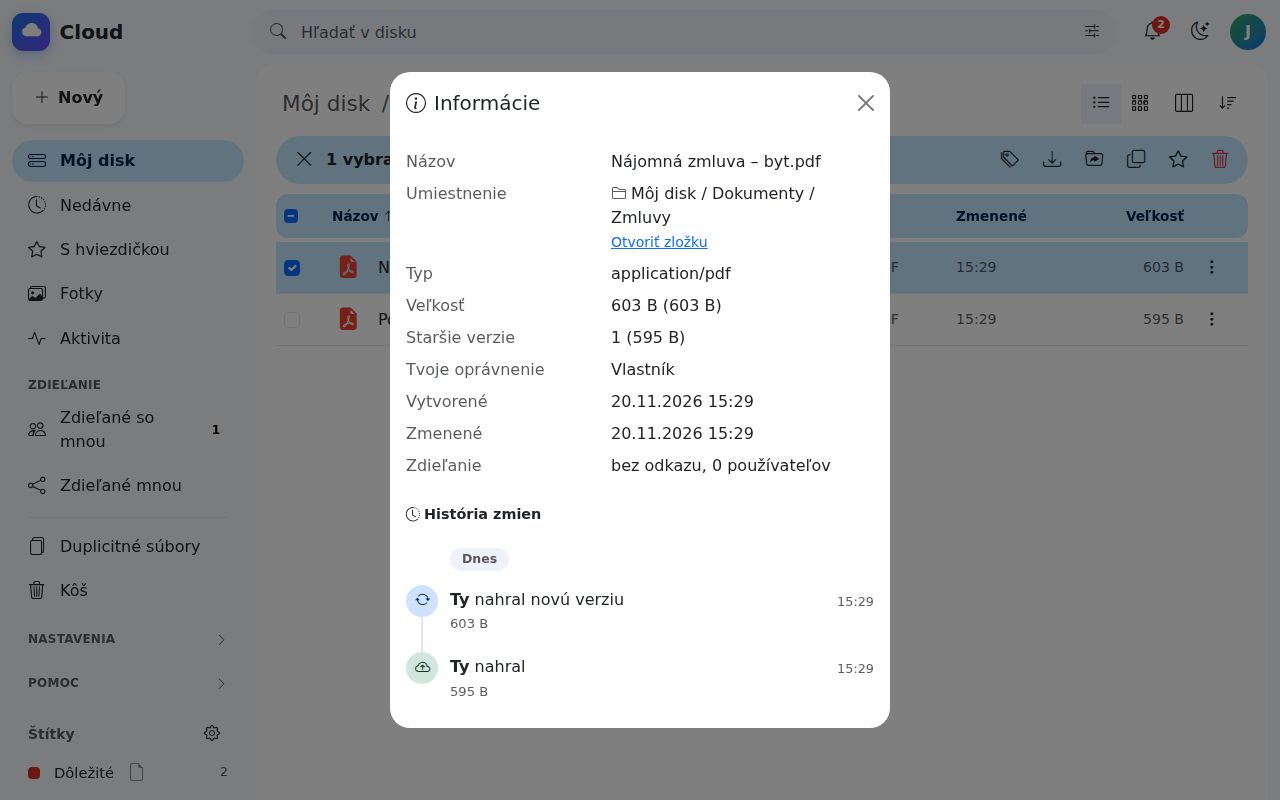 Cloud
Hľadať v disku
2
J
Nový
Môj disk
Nedávne
S hviezdičkou
Fotky
Aktivita
ZDIEĽANIE
Zdieľané so
mnou
1
Zdieľané mnou
Duplicitné súbory
Kôš
NASTAVENIA
POMOC
Štítky
Dôležité
2
Môj disk /
Názov ↑
Zmenené
Veľkosť
15:29
603 B
15:29
595 B
Informácie
Názov
Nájomná zmluva – byt.pdf
Umiestnenie
Môj disk / Dokumenty /
Zmluvy
Otvoriť zložku
Typ
application/pdf
Veľkosť
603 B (603 B)
Staršie verzie
1 (595 B)
Tvoje oprávnenie
Vlastník
Vytvorené
20.11.2026 15:29
Zmenené
20.11.2026 15:29
Zdieľanie
bez odkazu, 0 používateľov
História zmien
Dnes
Ty nahral novú verziu
15:29
603 B
Ty nahral
15:29
595 B